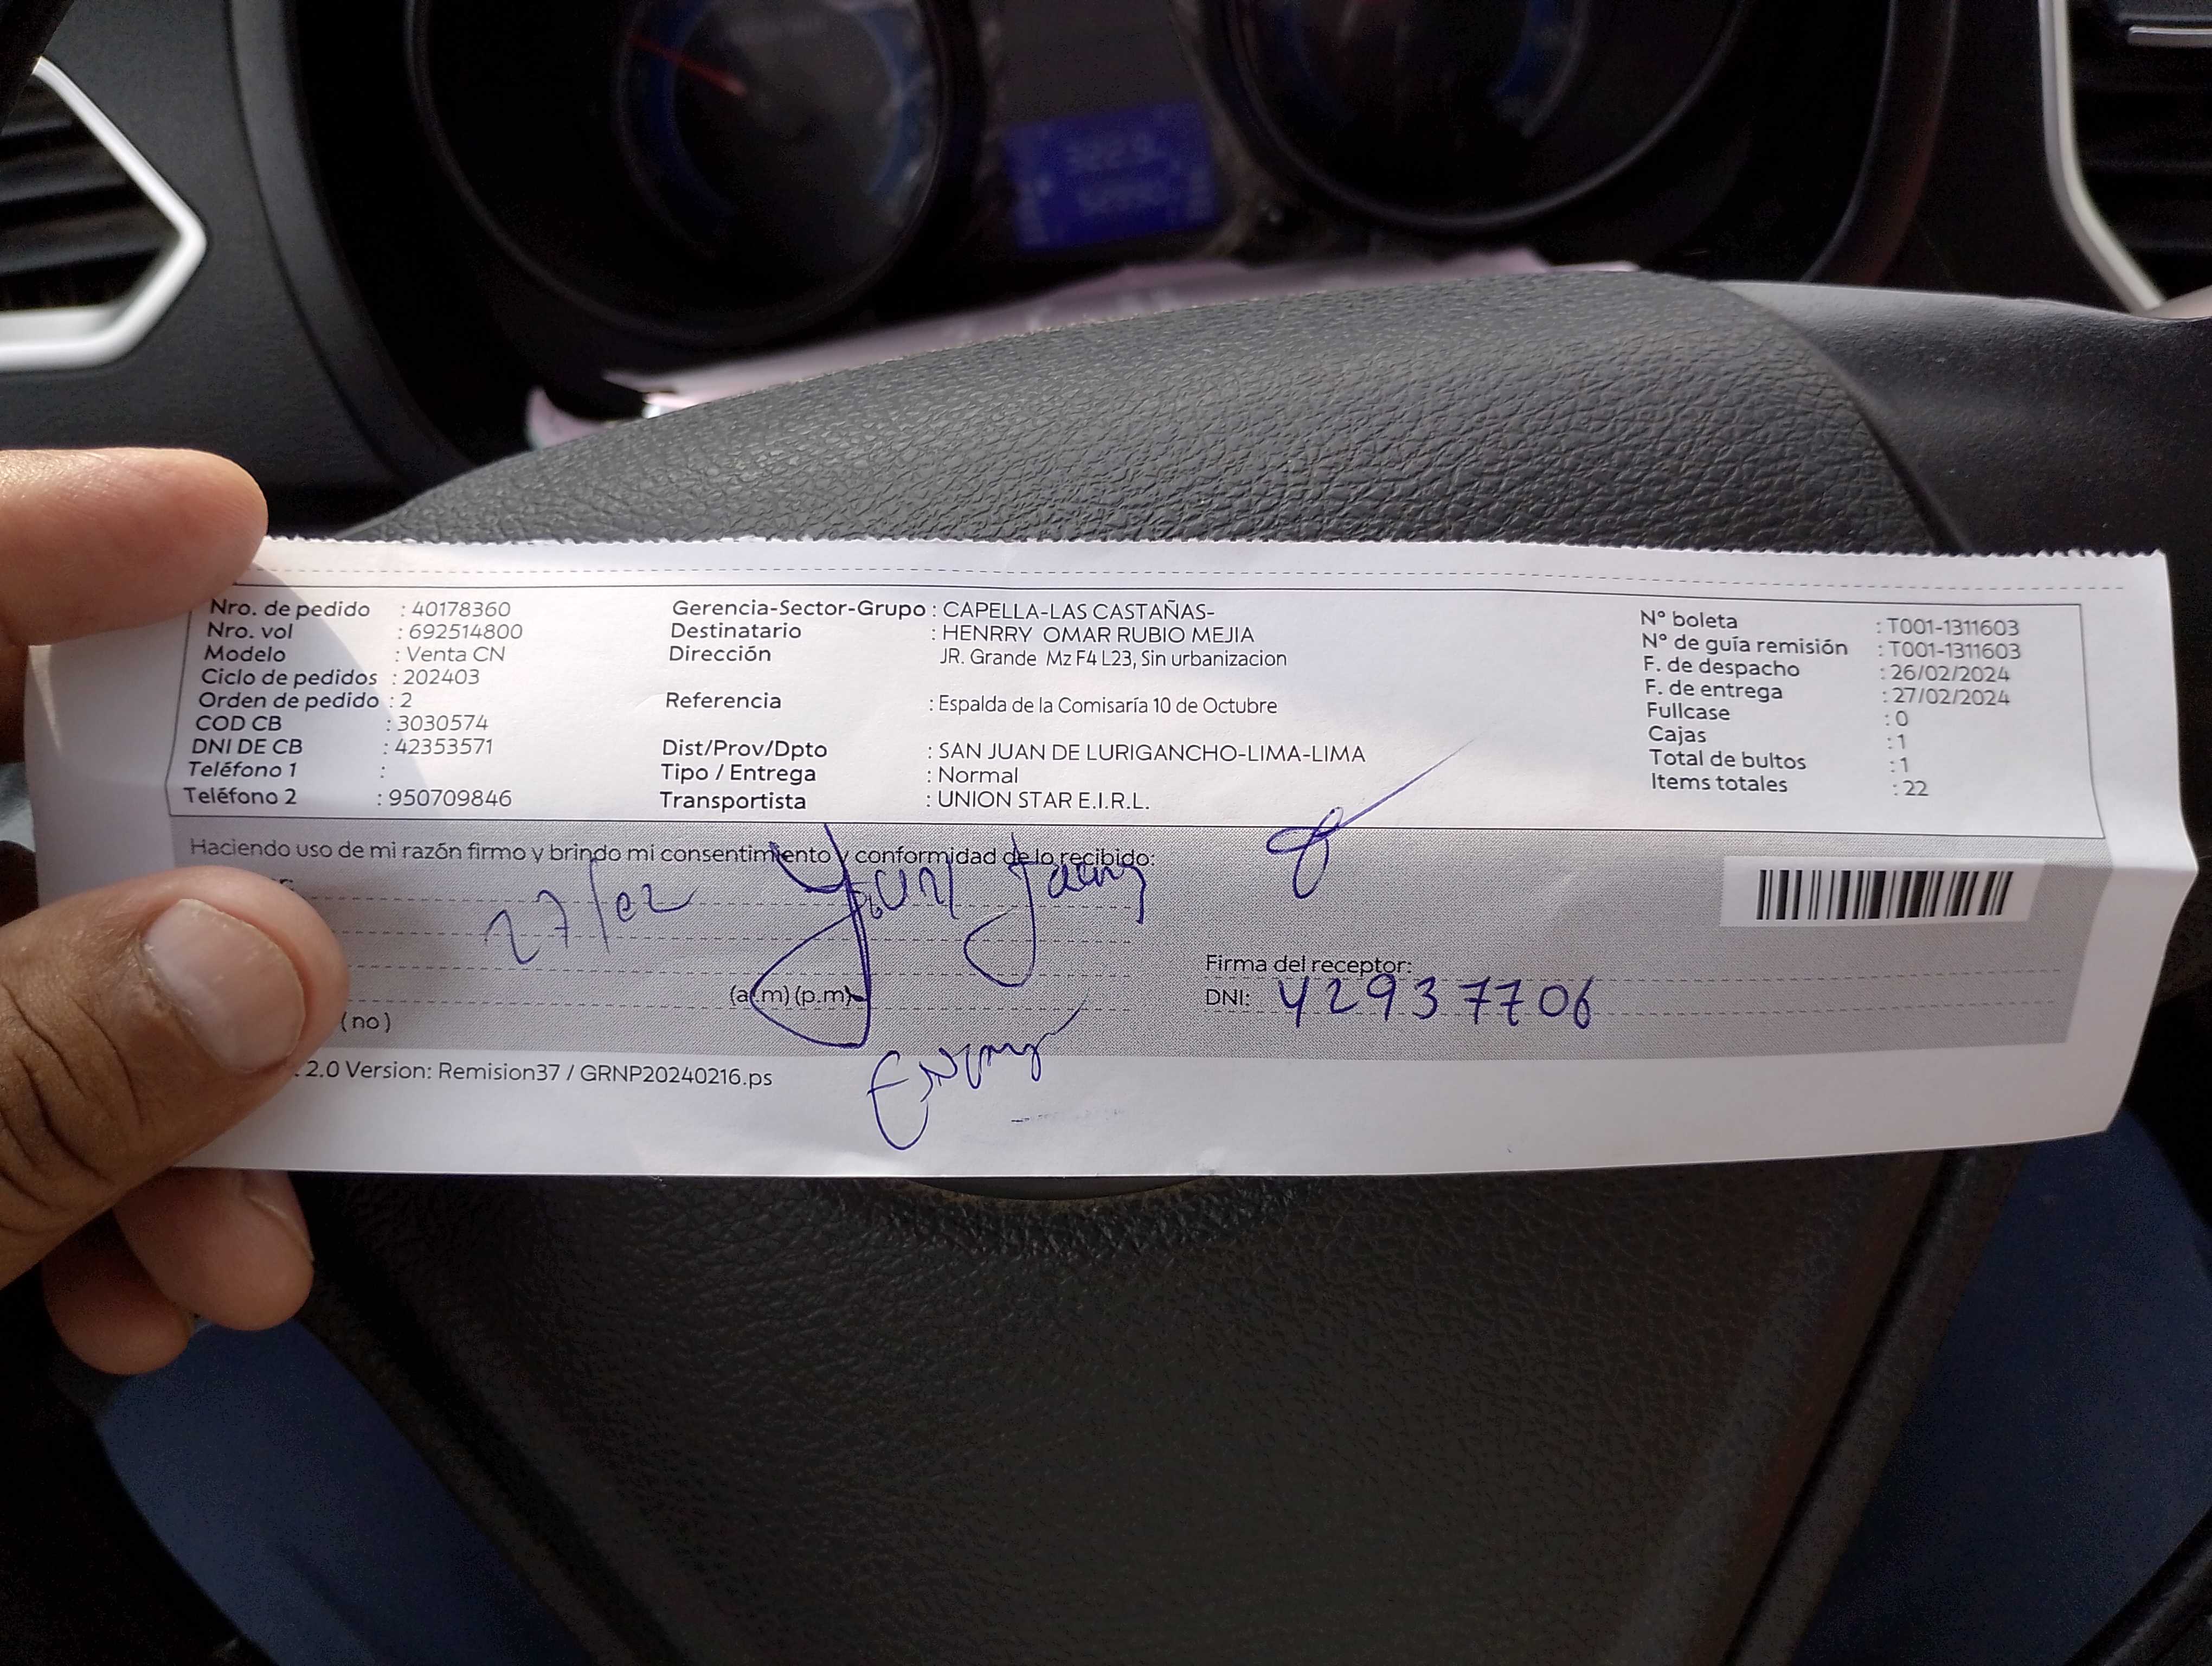 Nro. de pedido : 40178360
Nro. vol : 692514800
Modelo : Venta CN
Ciclo de pedidos : 202403
Orden de pedido : 2
COD CB : 3030574
DNI DE CB : 42353571
Teléfono 1 :
Teléfono 2 : 950709846
Gerencia-Sector-Grupo : CAPELLA-LAS CASTAÑAS-
Destinatario : HENRRY OMAR RUBIO MEJIA
Dirección JR. Grande Mz F4 L23, Sin urbanizacion
Referencia : Espalda de la Comisaría 10 de Octubre
Dist/Prov/Dpto : SAN JUAN DE LURIGANCHO-LIMA-LIMA
Tipo / Entrega : Normal
Transportista : UNION STAR E.I.R.L.
N° boleta : T001-1311603
N° de guía remisión : T001-1311603
F. de despacho : 26/02/2024
F. de entrega : 27/02/2024
Fullcase : 0
Cajas : 1
Total de bultos : 1
Items totales : 22
Haciendo uso de mi razón firmo y brindo mi consentimiento y conformidad de lo recibido:
27/02
Firma del receptor:
(a.m) (p.m)
DNI: 42937706
(no)
2.0 Version: Remision37 / GRNP20240216.ps